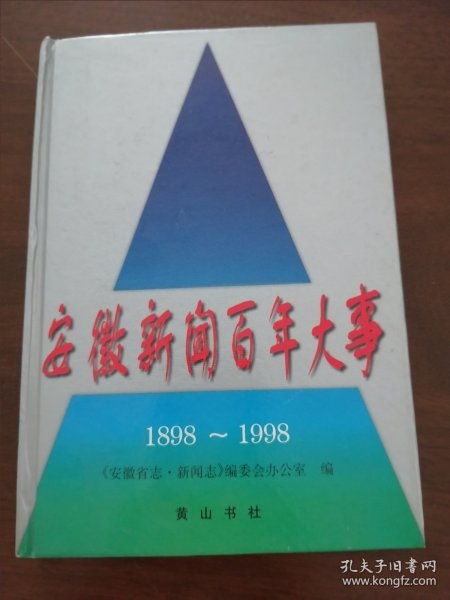 安徽新闻百年大事
1898～1998
《安徽省志·新闻志》编委会办公室 编
黄山书社
孔夫子旧书网
www.kongfz.com